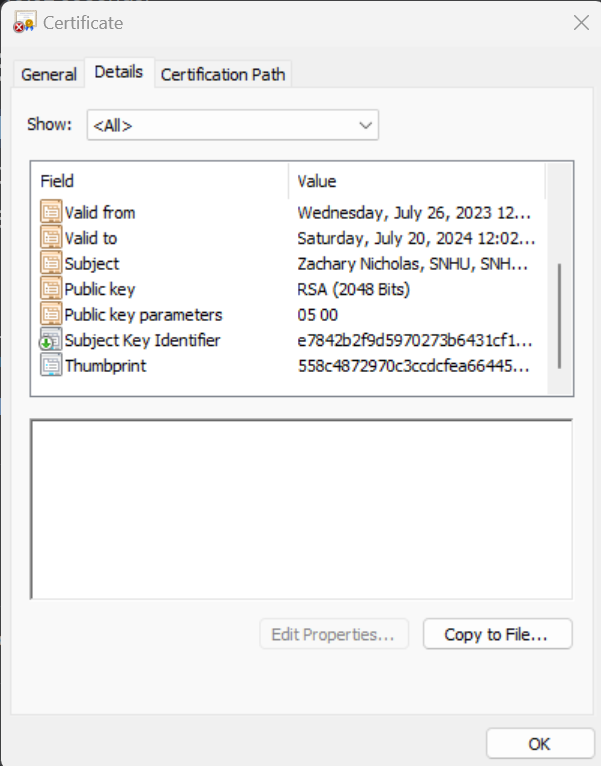 Certificate
General Details Certification Path
Show: <All>
Field Value
Valid from Wednesday, July 26, 2023 12...
Valid to Saturday, July 20, 2024 12:02...
Subject Zachary Nicholas, SNHU, SNH...
Public key RSA (2048 Bits)
Public key parameters 05 00
Subject Key Identifier e7842b2f9d5970273b6431cf1...
Thumbprint 558c4872970c3ccdcfea66445...
Edit Properties... Copy to File...
OK